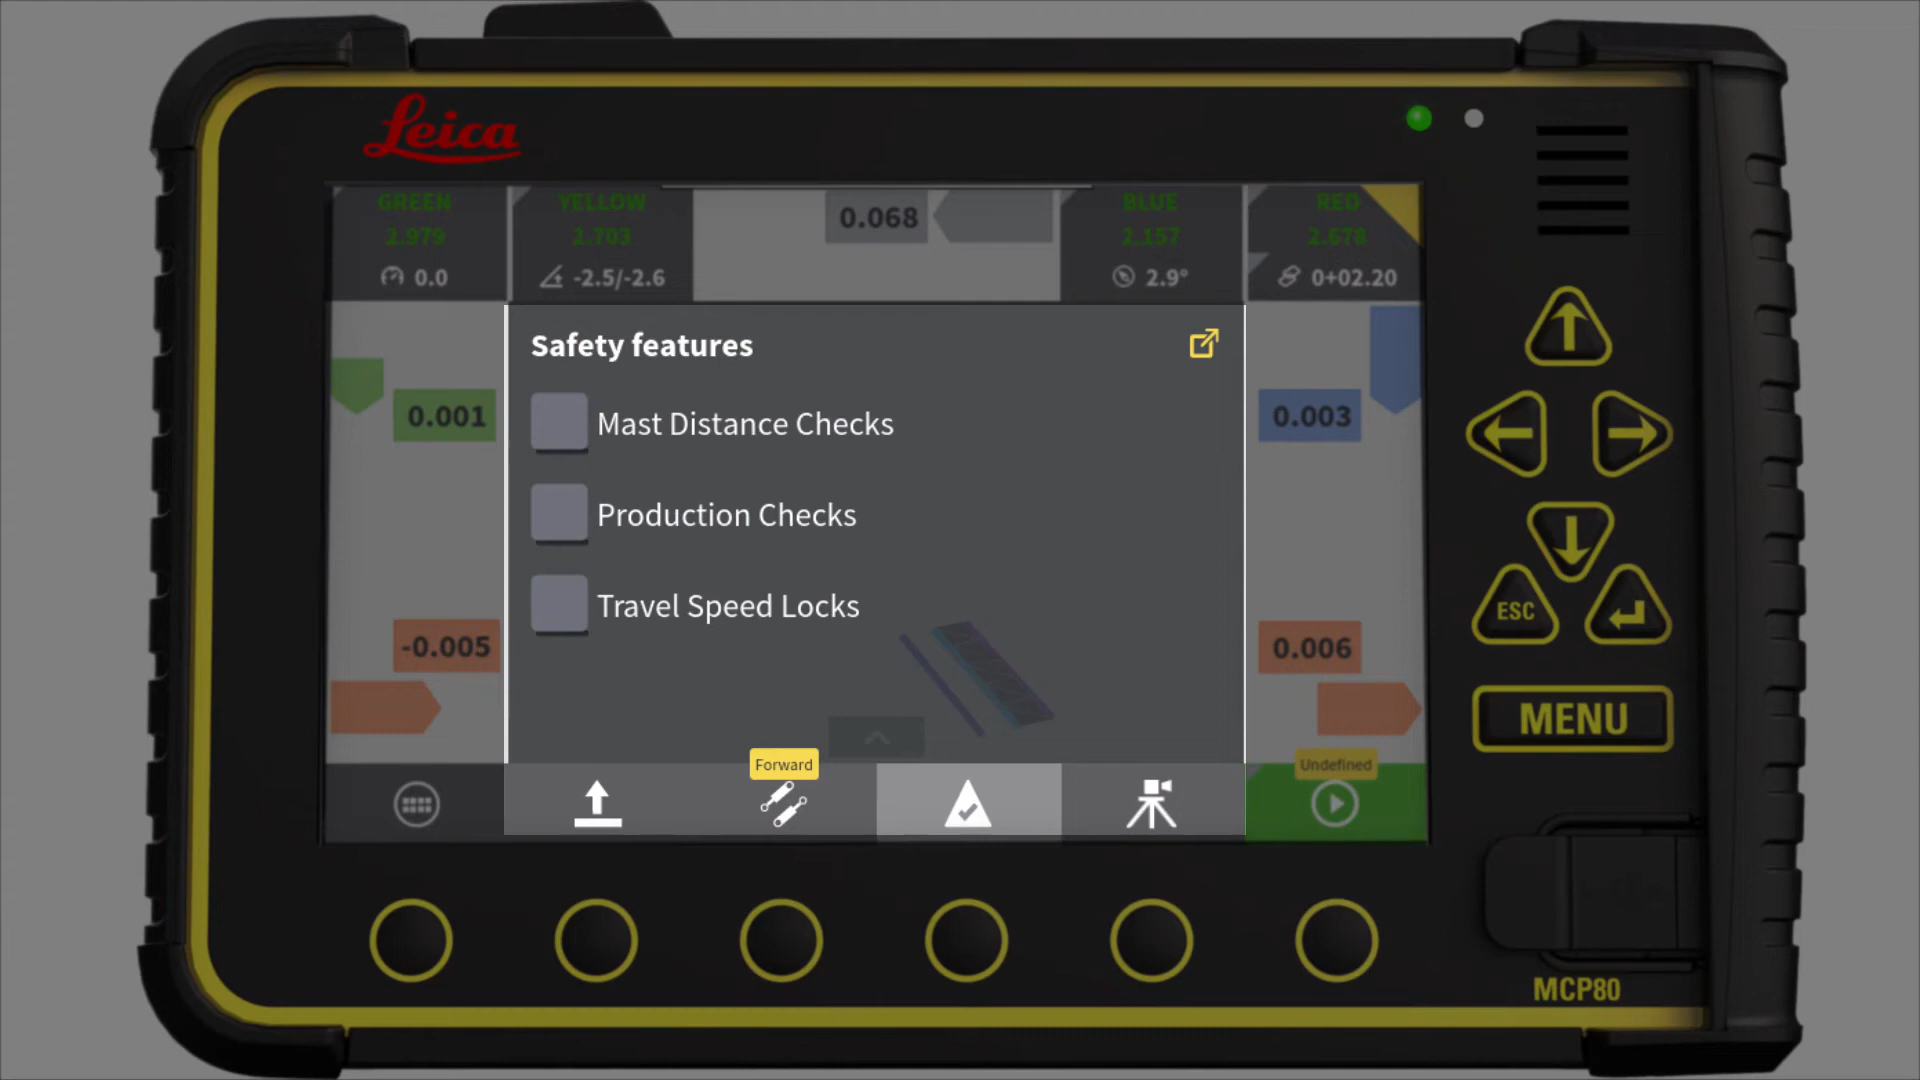 Leica
GREEN
2.979
0.0
YELLOW
2.703
-2.5/-2.6
0.068
BLUE
2.157
2.9°
RED
2.678
0+02.20
Safety features
Mast Distance Checks
0.001
0.003
Production Checks
Travel Speed Locks
-0.005
0.006
ESC
MENU
Forward
Undefined
MCP80